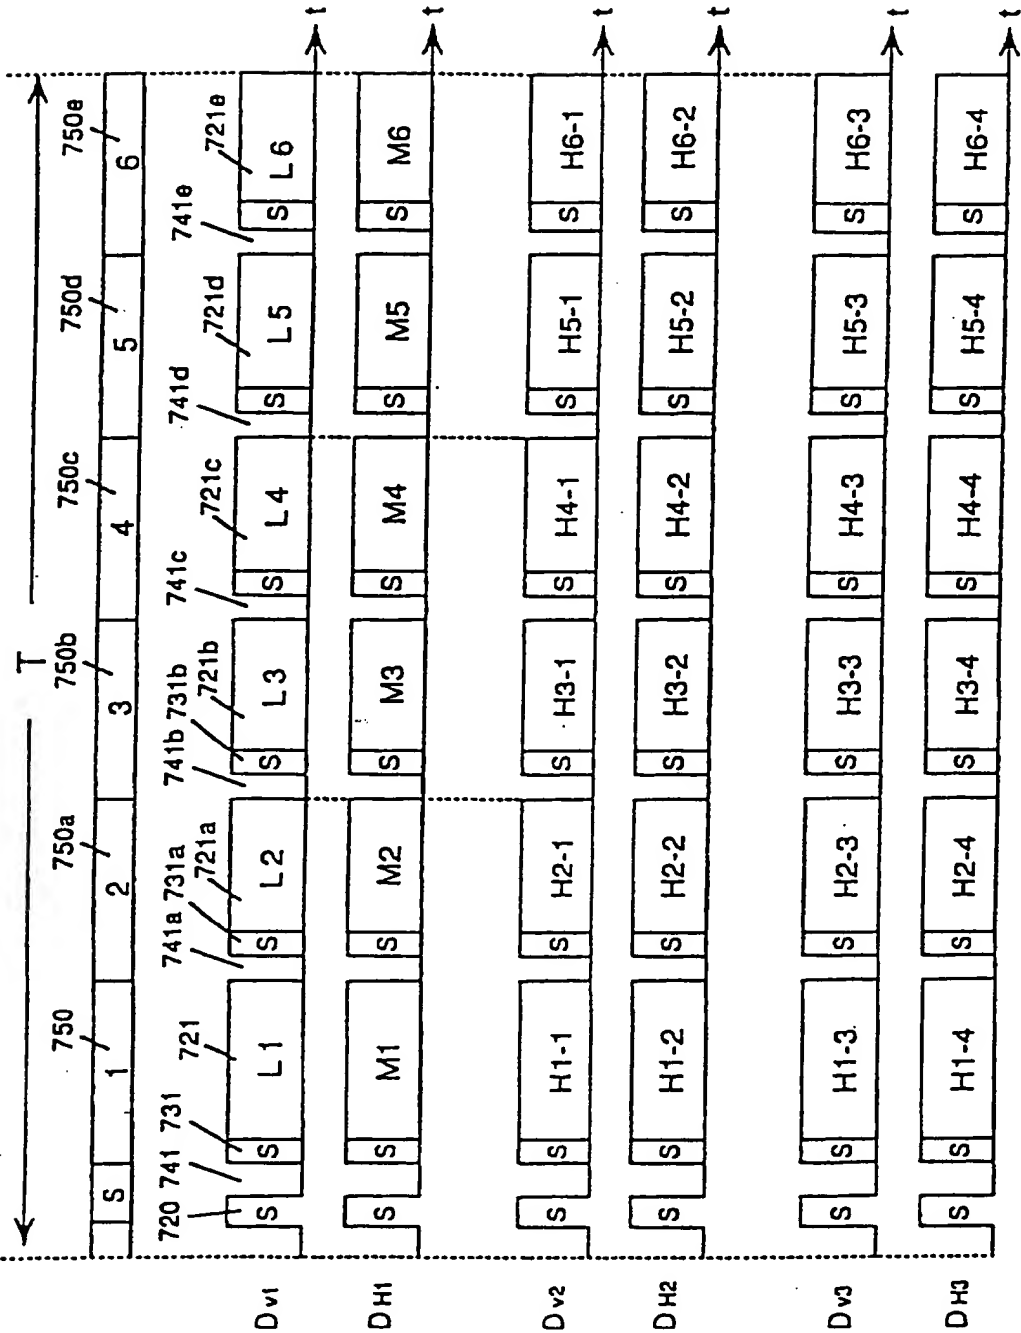 T
750 750a 750b 750c 750d 750e
S 1 2 3 4 5 6
720 741 731 721 741a 731a 721a 741b 731b 721b 741c 721c 741d 721d 741e 721e
Dv1 S S L1 S L2 S L3 S L4 S L5 S L6 t
DH1 S S M1 S M2 S M3 S M4 S M5 S M6 t
Dv2 S S H1-1 S H2-1 S H3-1 S H4-1 S H5-1 S H6-1 t
DH2 S S H1-2 S H2-2 S H3-2 S H4-2 S H5-2 S H6-2 t
Dv3 S S H1-3 S H2-3 S H3-3 S H4-3 S H5-3 S H6-3 t
DH3 S S H1-4 S H2-4 S H3-4 S H4-4 S H5-4 S H6-4 t